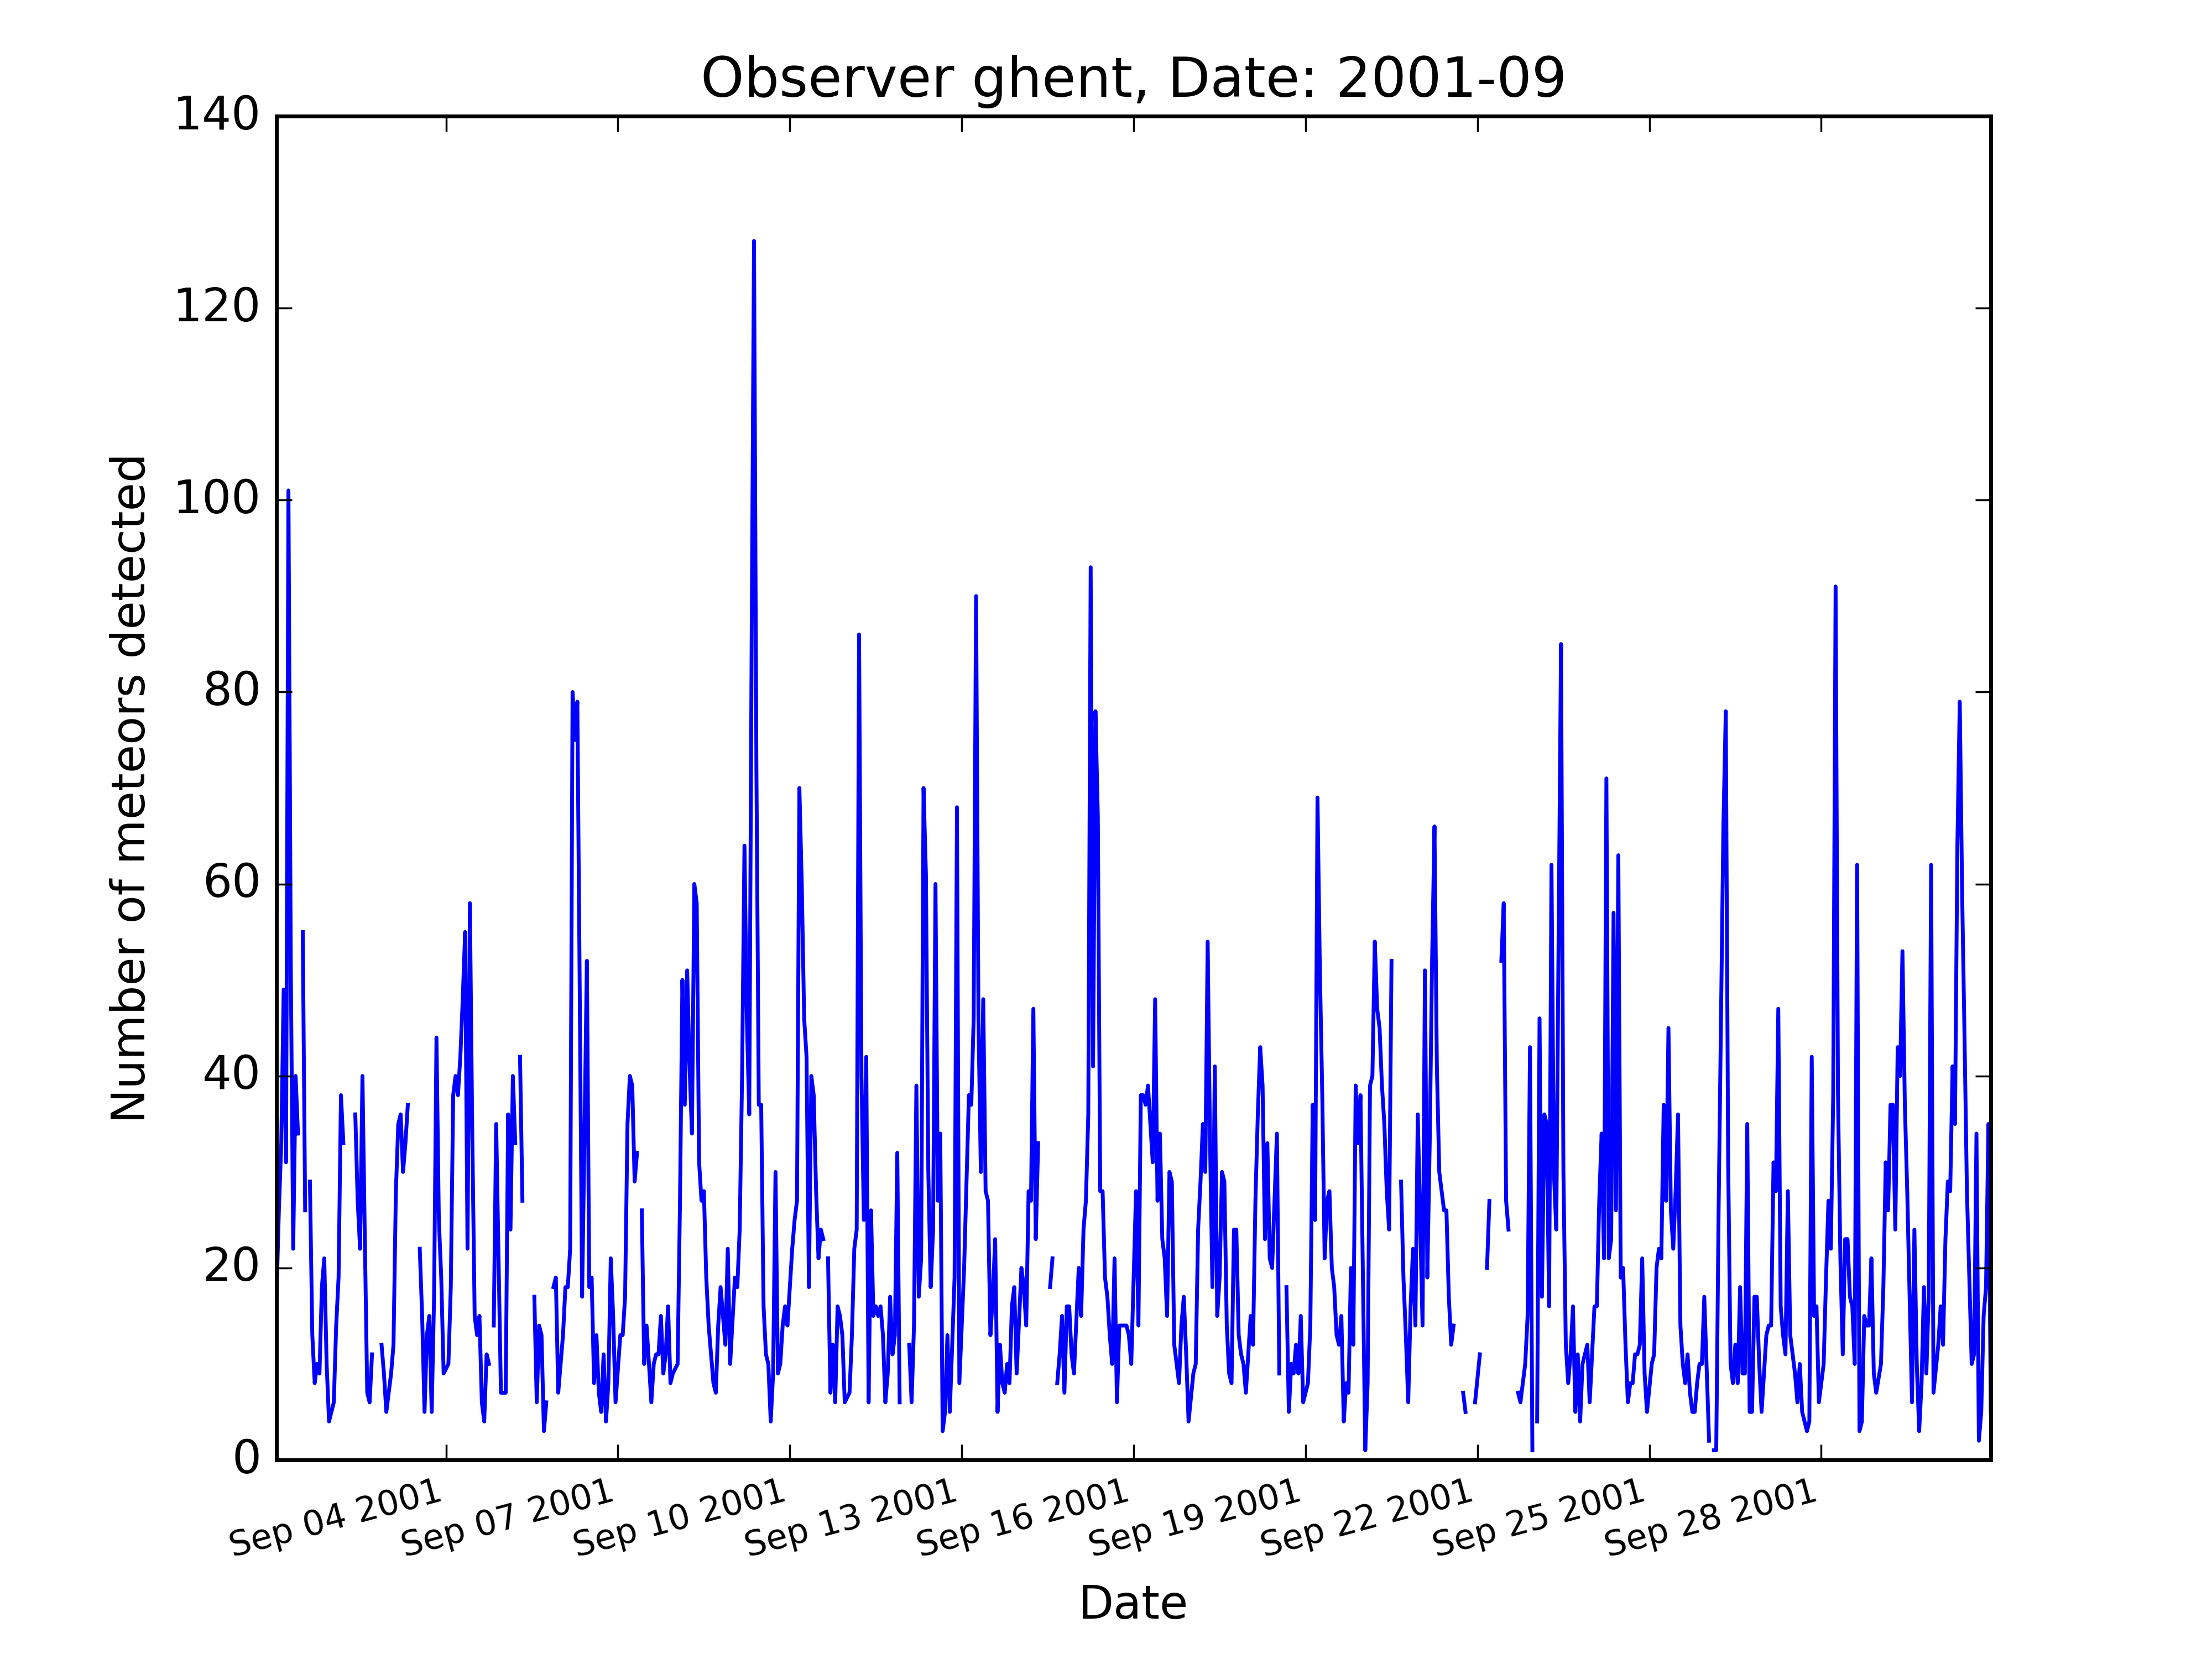 Observer ghent, Date: 2001-09
Number of meteors detected
140
120
100
80
60
40
20
0
Sep 04 2001
Sep 07 2001
Sep 10 2001
Sep 13 2001
Sep 16 2001
Sep 19 2001
Sep 22 2001
Sep 25 2001
Sep 28 2001
Date